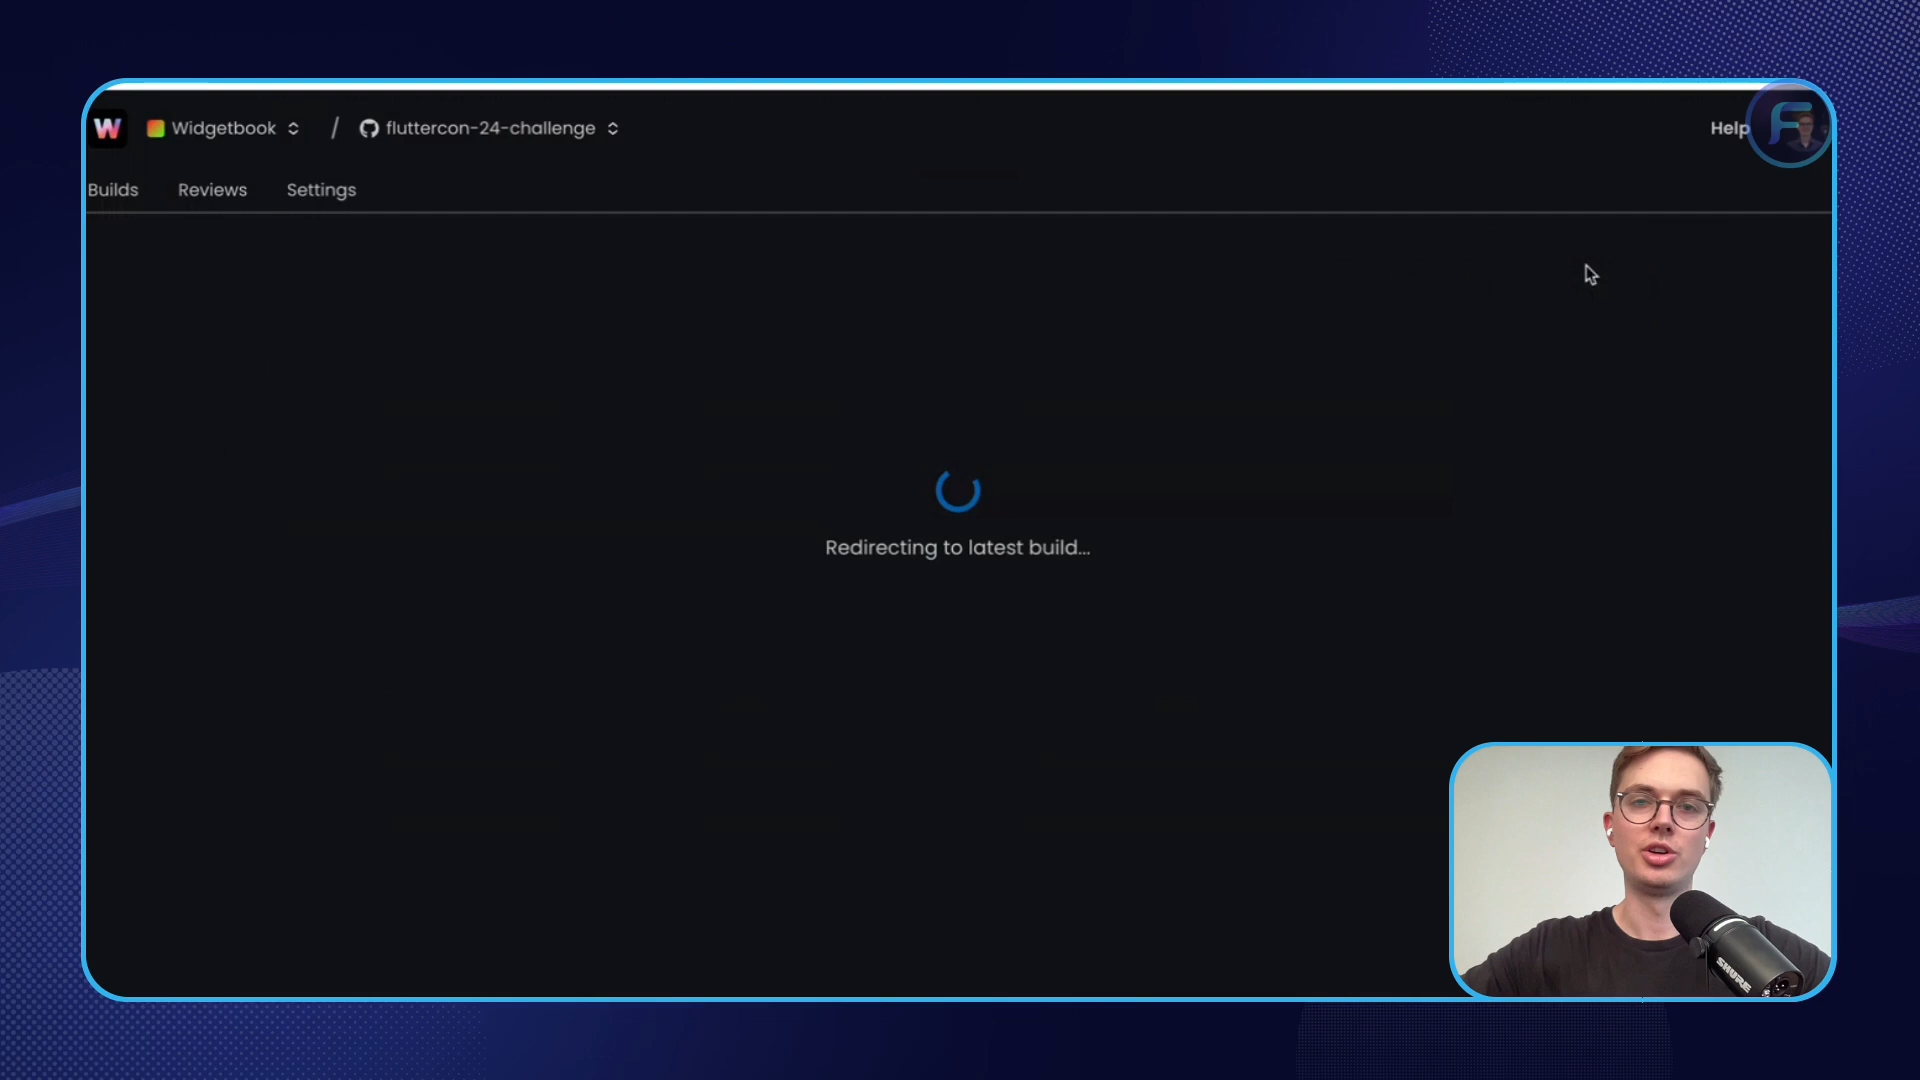 W Widgetbook / fluttercon-24-challenge
Help
F
Builds Reviews Settings
Redirecting to latest build...
SHURE